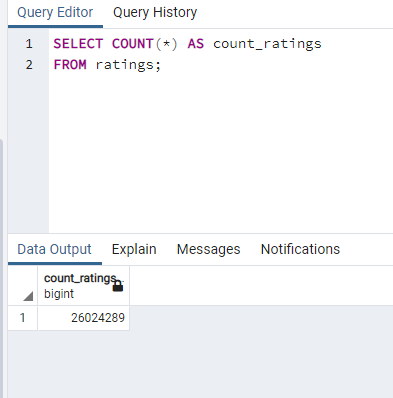 Query Editor Query History
1 SELECT COUNT(*) AS count_ratings
2 FROM ratings;
Data Output Explain Messages Notifications
count_ratings
bigint
1 26024289